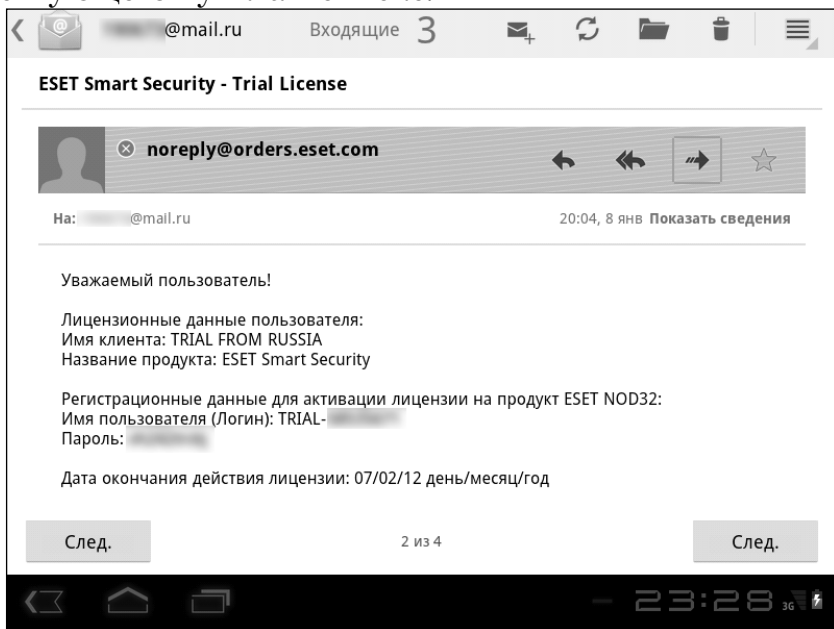 @mail.ru Входящие 3
ESET Smart Security - Trial License
noreply@orders.eset.com
На: @mail.ru 20:04, 8 янв Показать сведения
Уважаемый пользователь!
Лицензионные данные пользователя:
Имя клиента: TRIAL FROM RUSSIA
Название продукта: ESET Smart Security
Регистрационные данные для активации лицензии на продукт ESET NOD32:
Имя пользователя (Логин): TRIAL-
Пароль:
Дата окончания действия лицензии: 07/02/12 день/месяц/год
След. 2 из 4 След.
23:28 3G